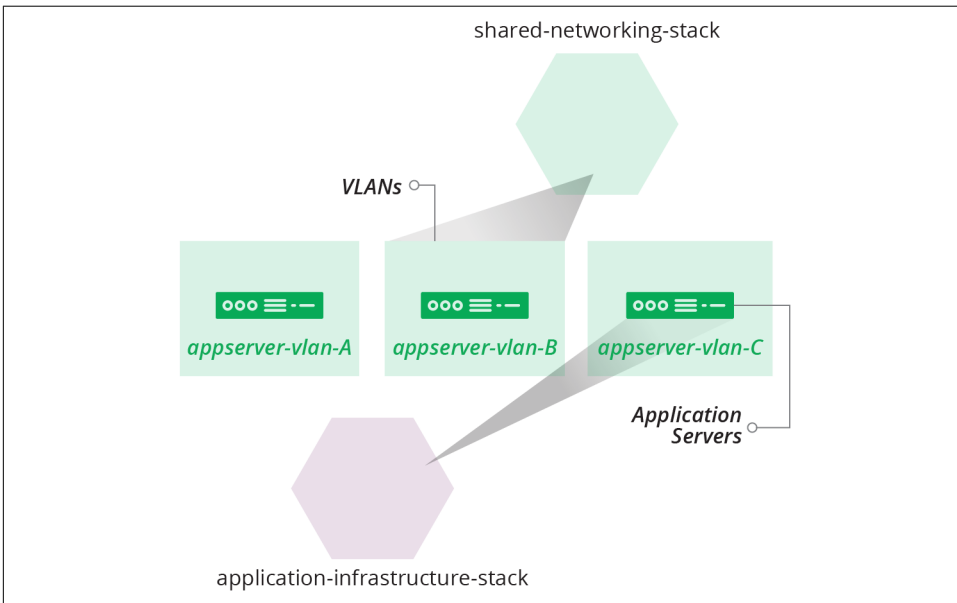 shared-networking-stack
VLANs
appserver-vlan-A
appserver-vlan-B
appserver-vlan-C
Application
Servers
application-infrastructure-stack